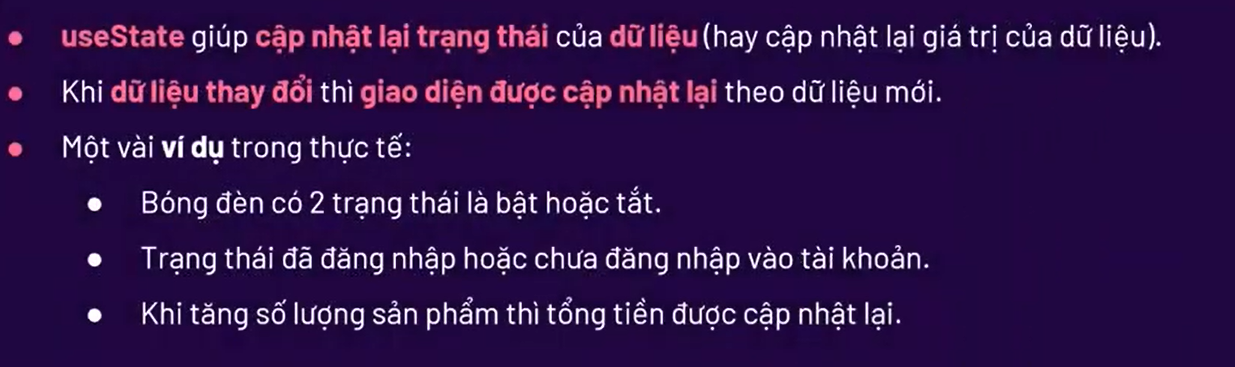 useState giúp cập nhật lại trạng thái của dữ liệu (hay cập nhật lại giá trị của dữ liệu).
Khi dữ liệu thay đổi thì giao diện được cập nhật lại theo dữ liệu mới.
Một vài ví dụ trong thực tế:
Bóng đèn có 2 trạng thái là bật hoặc tắt.
Trạng thái đã đăng nhập hoặc chưa đăng nhập vào tài khoản.
Khi tăng số lượng sản phẩm thì tổng tiền được cập nhật lại.